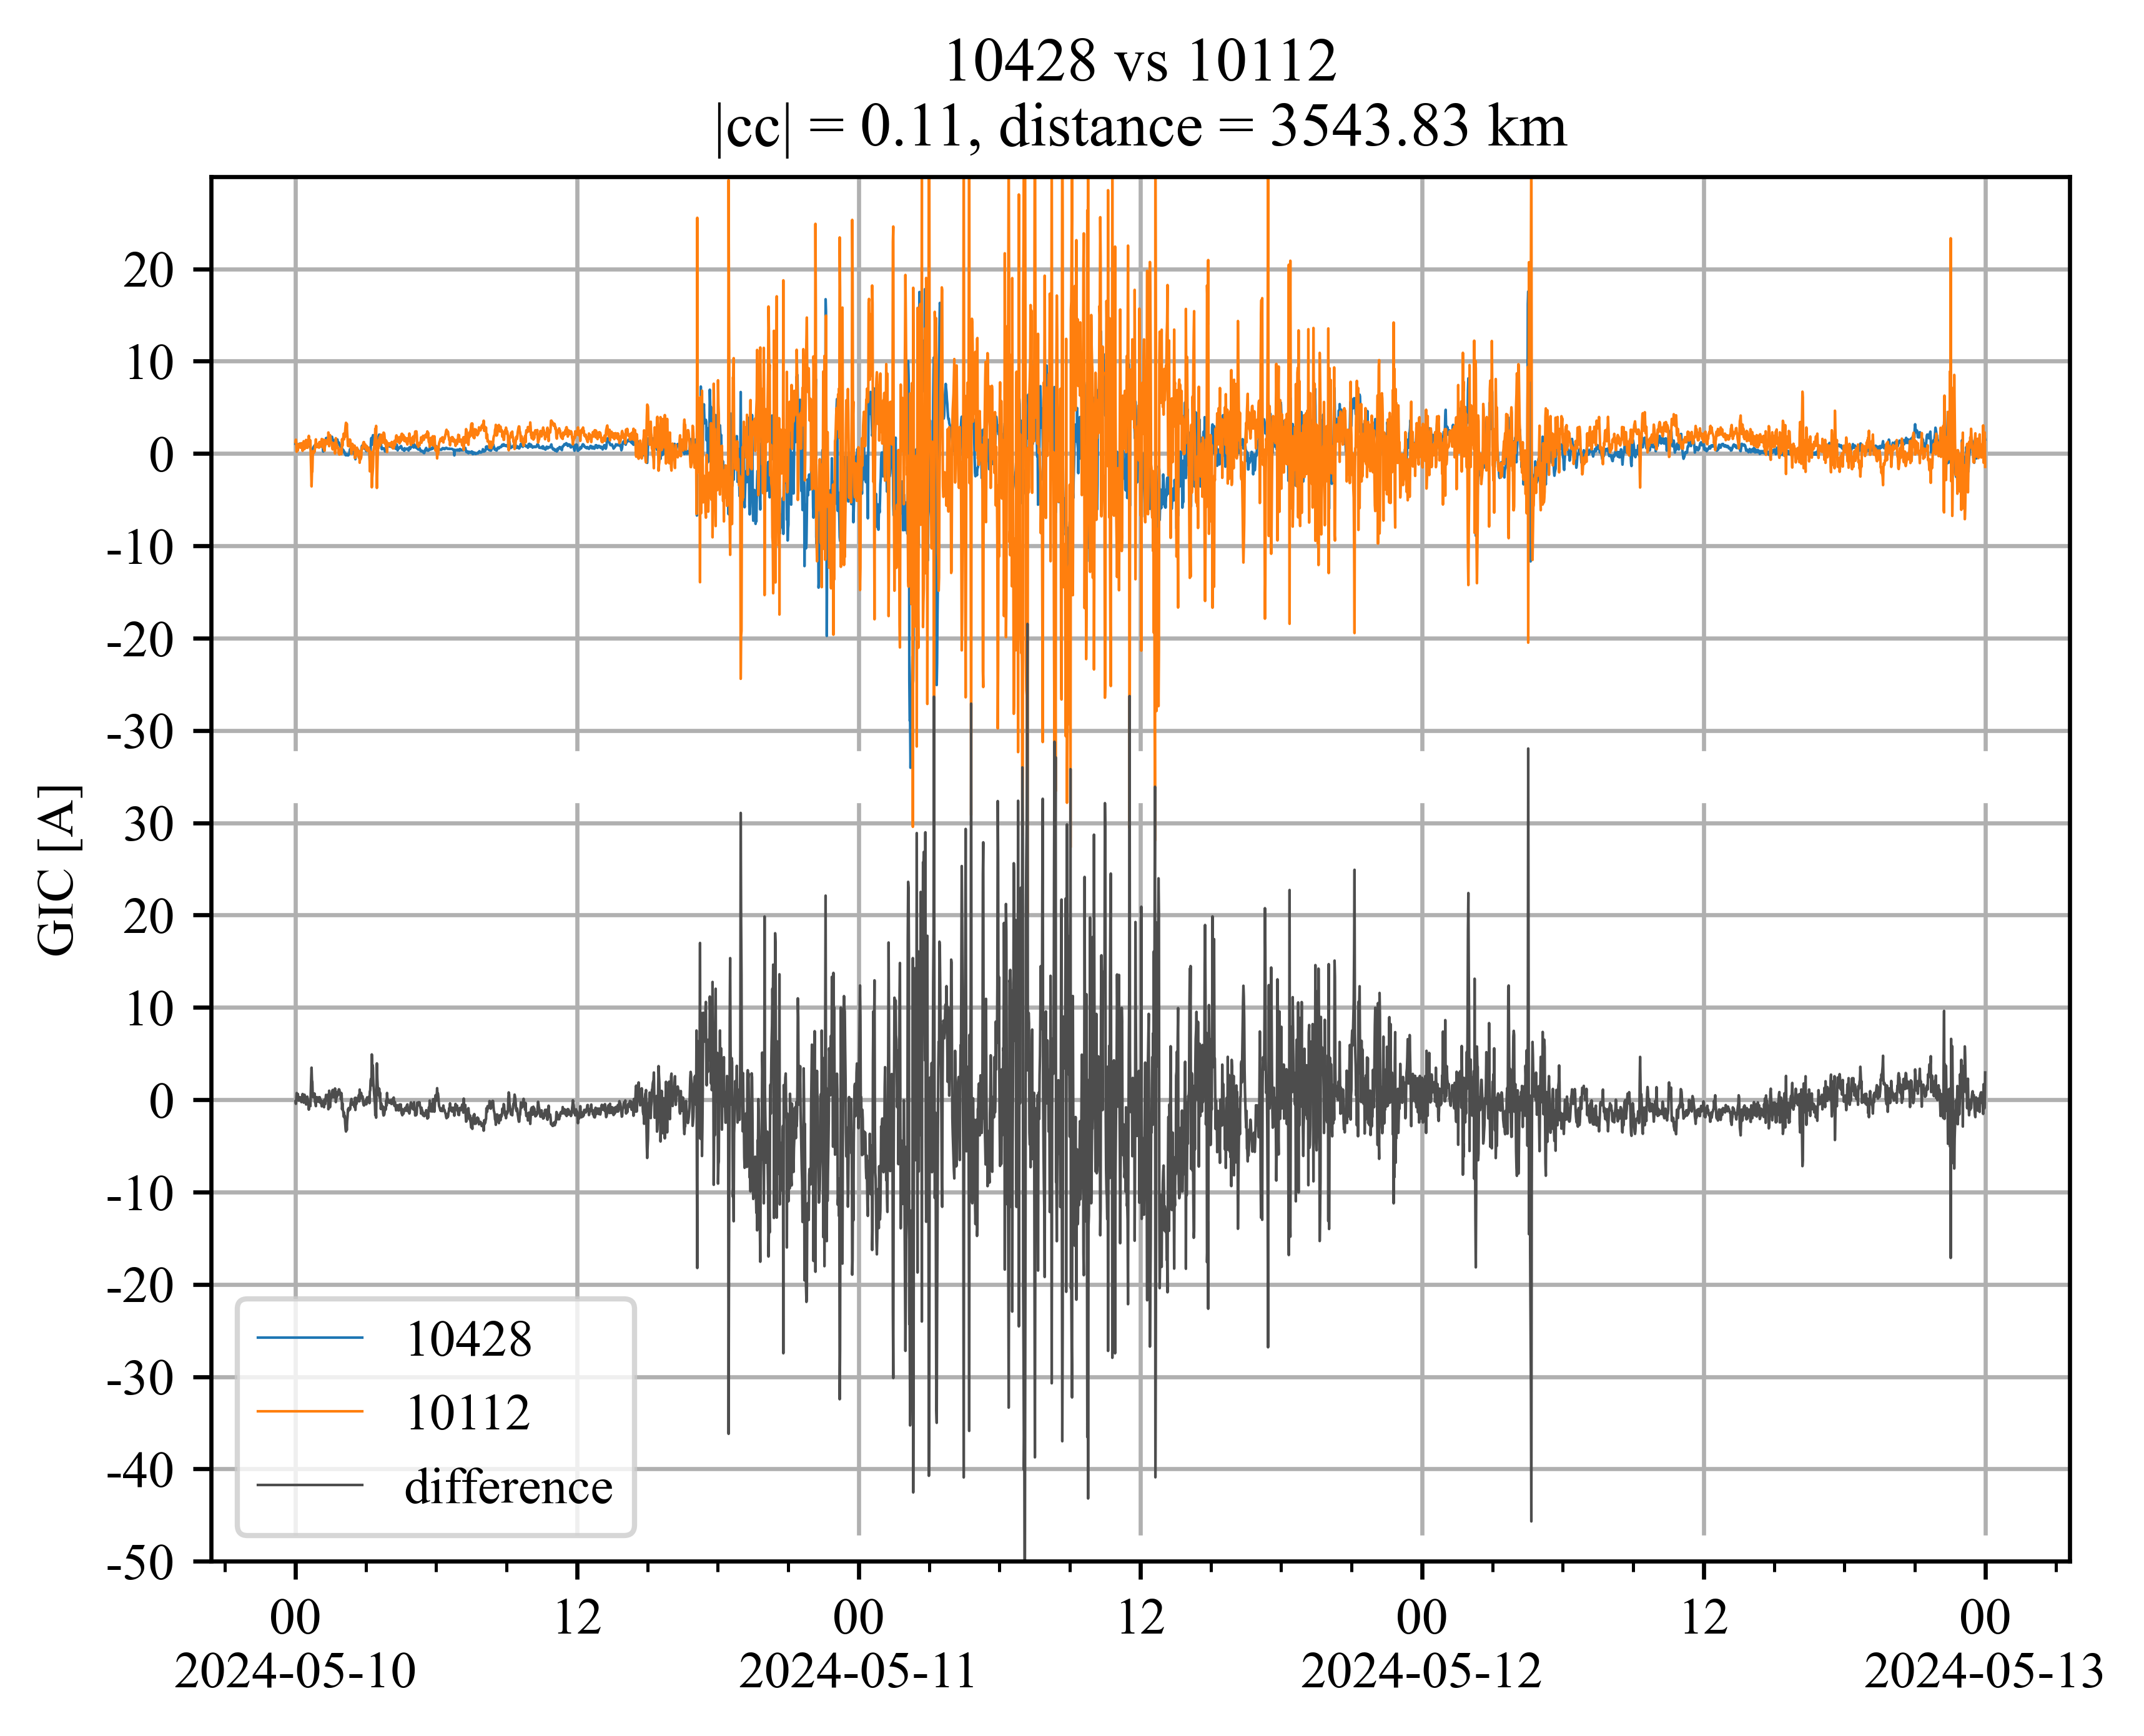 10428 vs 10112
|cc| = 0.11, distance = 3543.83 km
20
10
0
-10
-20
-30
30
20
10
0
-10
-20
-30
-40
-50
GIC [A]
10428
10112
difference
00 12 00 12 00 12 00
2024-05-10 2024-05-11 2024-05-12 2024-05-13